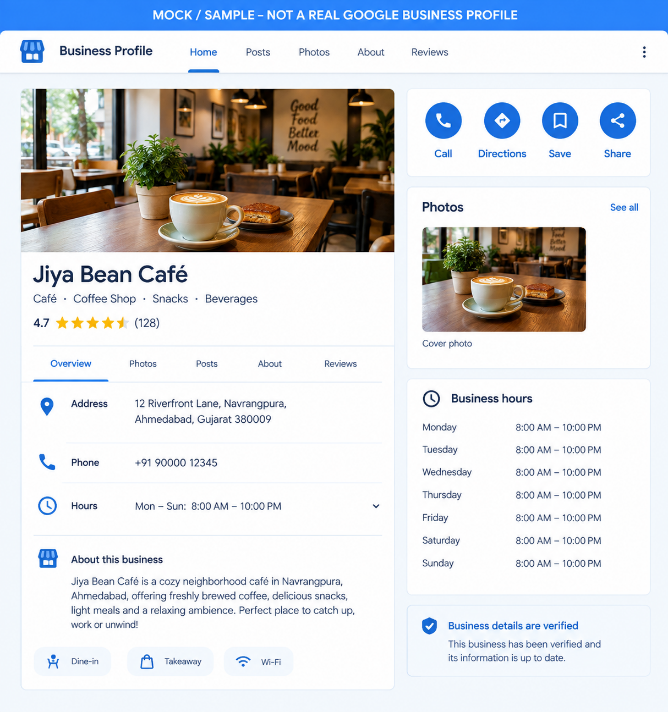 MOCK / SAMPLE – NOT A REAL GOOGLE BUSINESS PROFILE
Business Profile
Home
Posts
Photos
About
Reviews
Good
Food
Better
Mood
Jiya Bean Café
Café · Coffee Shop · Snacks · Beverages
4.7 (128)
Overview
Photos
Posts
About
Reviews
Address
12 Riverfront Lane, Navrangpura,
Ahmedabad, Gujarat 380009
Phone
+91 90000 12345
Hours
Mon – Sun: 8:00 AM – 10:00 PM
About this business
Jiya Bean Café is a cozy neighborhood café in Navrangpura,
Ahmedabad, offering freshly brewed coffee, delicious snacks,
light meals and a relaxing ambience. Perfect place to catch up,
work or unwind!
Dine-in
Takeaway
Wi-Fi
Call
Directions
Save
Share
Photos
See all
Cover photo
Business hours
Monday 8:00 AM – 10:00 PM
Tuesday 8:00 AM – 10:00 PM
Wednesday 8:00 AM – 10:00 PM
Thursday 8:00 AM – 10:00 PM
Friday 8:00 AM – 10:00 PM
Saturday 8:00 AM – 10:00 PM
Sunday 8:00 AM – 10:00 PM
Business details are verified
This business has been verified and
its information is up to date.